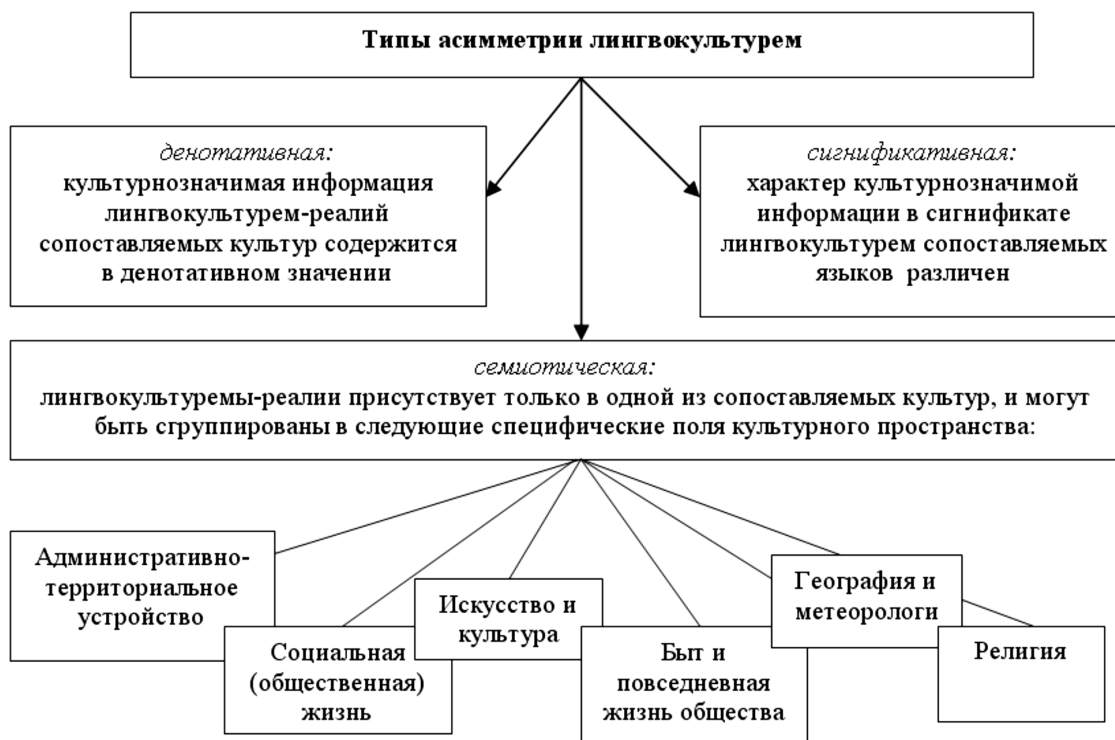 Типы асимметрии лингвокультурем
денотативная:
культурнозначимая информация
лингвокультурем-реалий
сопоставляемых культур содержится
в денотативном значении
сигнификативная:
характер культурнозначимой
информации в сигнификате
лингвокультурем сопоставляемых
языков различен
семиотическая:
лингвокультуремы-реалии присутствует только в одной из сопоставляемых культур, и могут
быть сгруппированы в следующие специфические поля культурного пространства:
Административно-
территориальное
устройство
Социальная
(общественная)
жизнь
Искусство и
культура
Быт и
повседневная
жизнь общества
География и
метеорологи
Религия